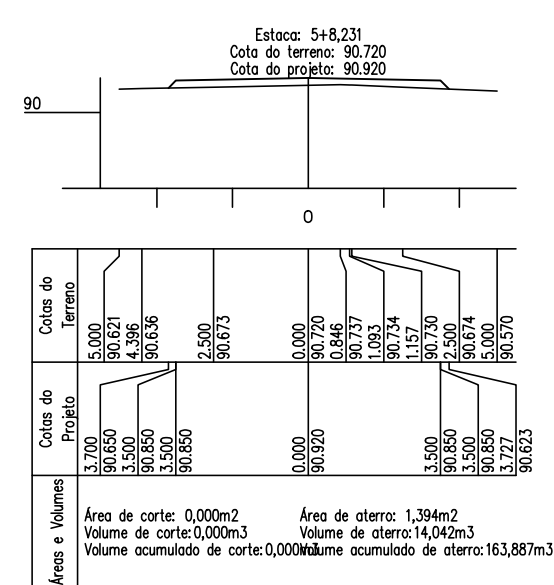 Estaca: 5+8,231
Cota do terreno: 90.720
Cota do projeto: 90.920
90
0
Cotas do
Terreno
5.000
90.621
4.396
90.636
2.500
90.673
0.000
90.720
0.846
90.737
1.093
90.734
1.157
90.730
2.500
90.674
5.000
90.570
Cotas do
Projeto
3.700
90.650
3.500
90.850
3.500
90.850
0.000
90.920
3.500
90.850
3.500
90.850
3.727
90.623
Áreas e Volumes
Área de corte: 0,000m2
Área de aterro: 1,394m2
Volume de corte:0,000m3
Volume de aterro:14,042m3
Volume acumulado de corte:0,000m3
Volume acumulado de aterro:163,887m3